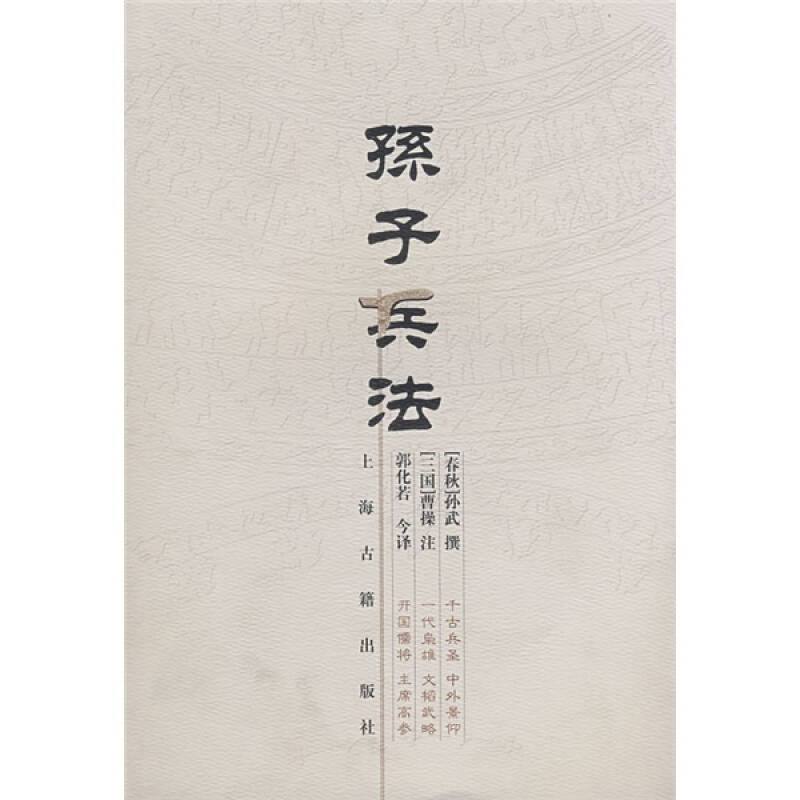 孫子兵法
[春秋]孙武 撰
[三国]曹操 注
郭化若 今译
千古兵圣 中外景仰
一代枭雄 文韬武略
开国儒将 主席高参
上海古籍出版社